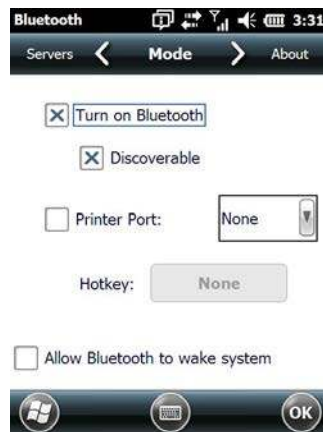 Bluetooth 3:31
Servers Mode About
Turn on Bluetooth
Discoverable
Printer Port: None
Hotkey: None
Allow Bluetooth to wake system
OK